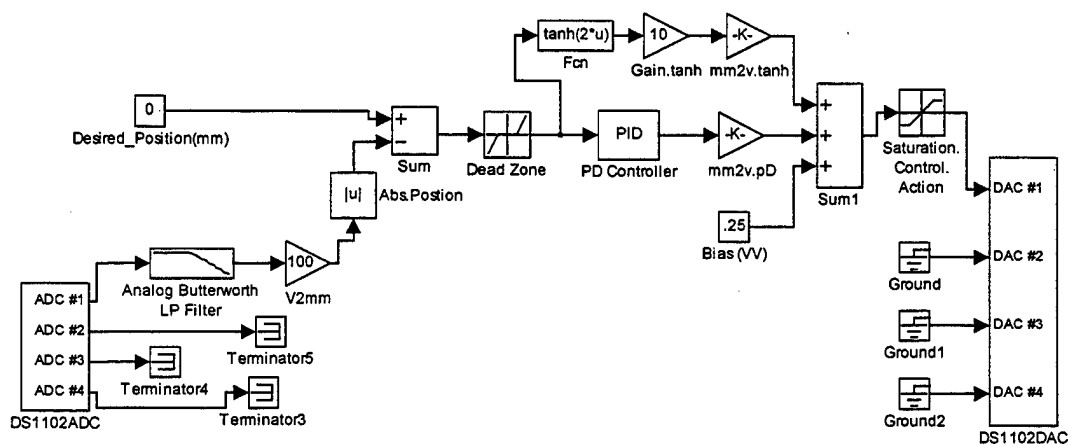 tanh(2*u)
Fcn
10
Gain.tanh
-K-
mm2v.tanh
0
Desired_Position(mm)
+
−
Sum
Dead Zone
PID
PD Controller
-K-
mm2v.pD
+
+
+
Sum1
Saturation.
Control.
Action
|u|
Abs.Postion
.25
Bias (VV)
Analog Butterworth
LP Filter
100
V2mm
ADC #1
ADC #2
ADC #3
ADC #4
DS1102ADC
Terminator5
Terminator4
Terminator3
Ground
Ground1
Ground2
DAC #1
DAC #2
DAC #3
DAC #4
DS1102DAC